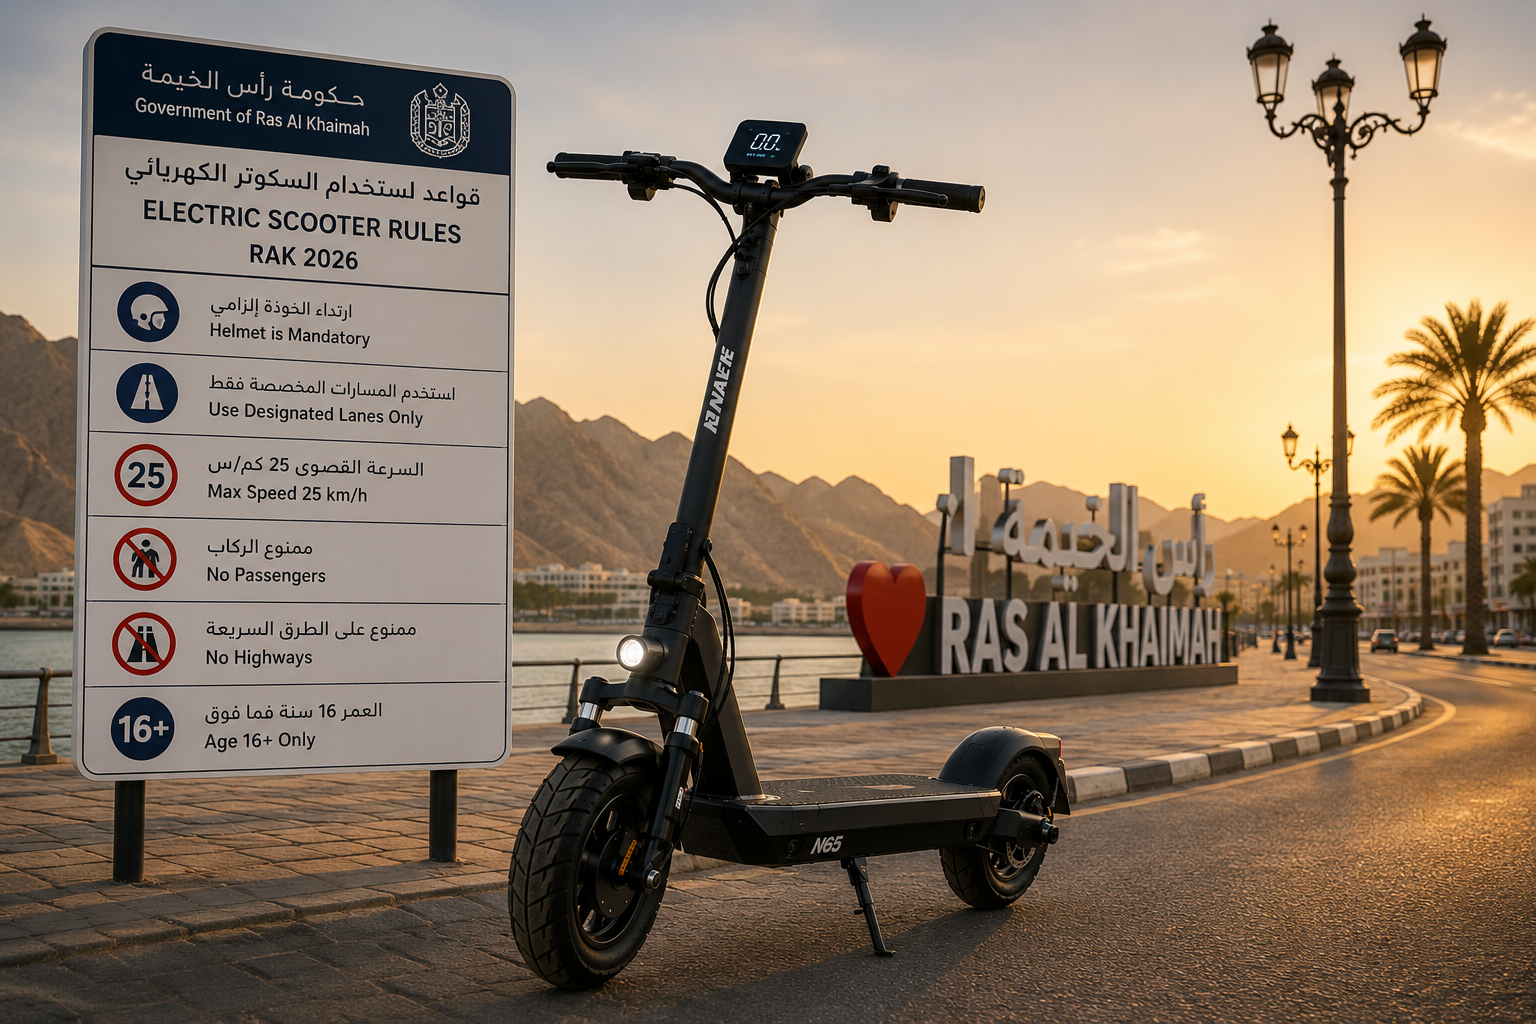 حكومة رأس الخيمة
Government of Ras Al Khaimah
قواعد لستخدام السكوتر الكهربائي
ELECTRIC SCOOTER RULES
RAK 2026
ارتداء الخوذة إلزامي
Helmet is Mandatory
استخدم المسارات المخصصة فقط
Use Designated Lanes Only
25
السرعة القصوى 25 كم/س
Max Speed 25 km/h
ممنوع الركاب
No Passengers
ممنوع على الطرق السريعة
No Highways
16+
العمر 16 سنة فما فوق
Age 16+ Only
0.0
N65
رأس الخيمة
RAS AL KHAIMAH